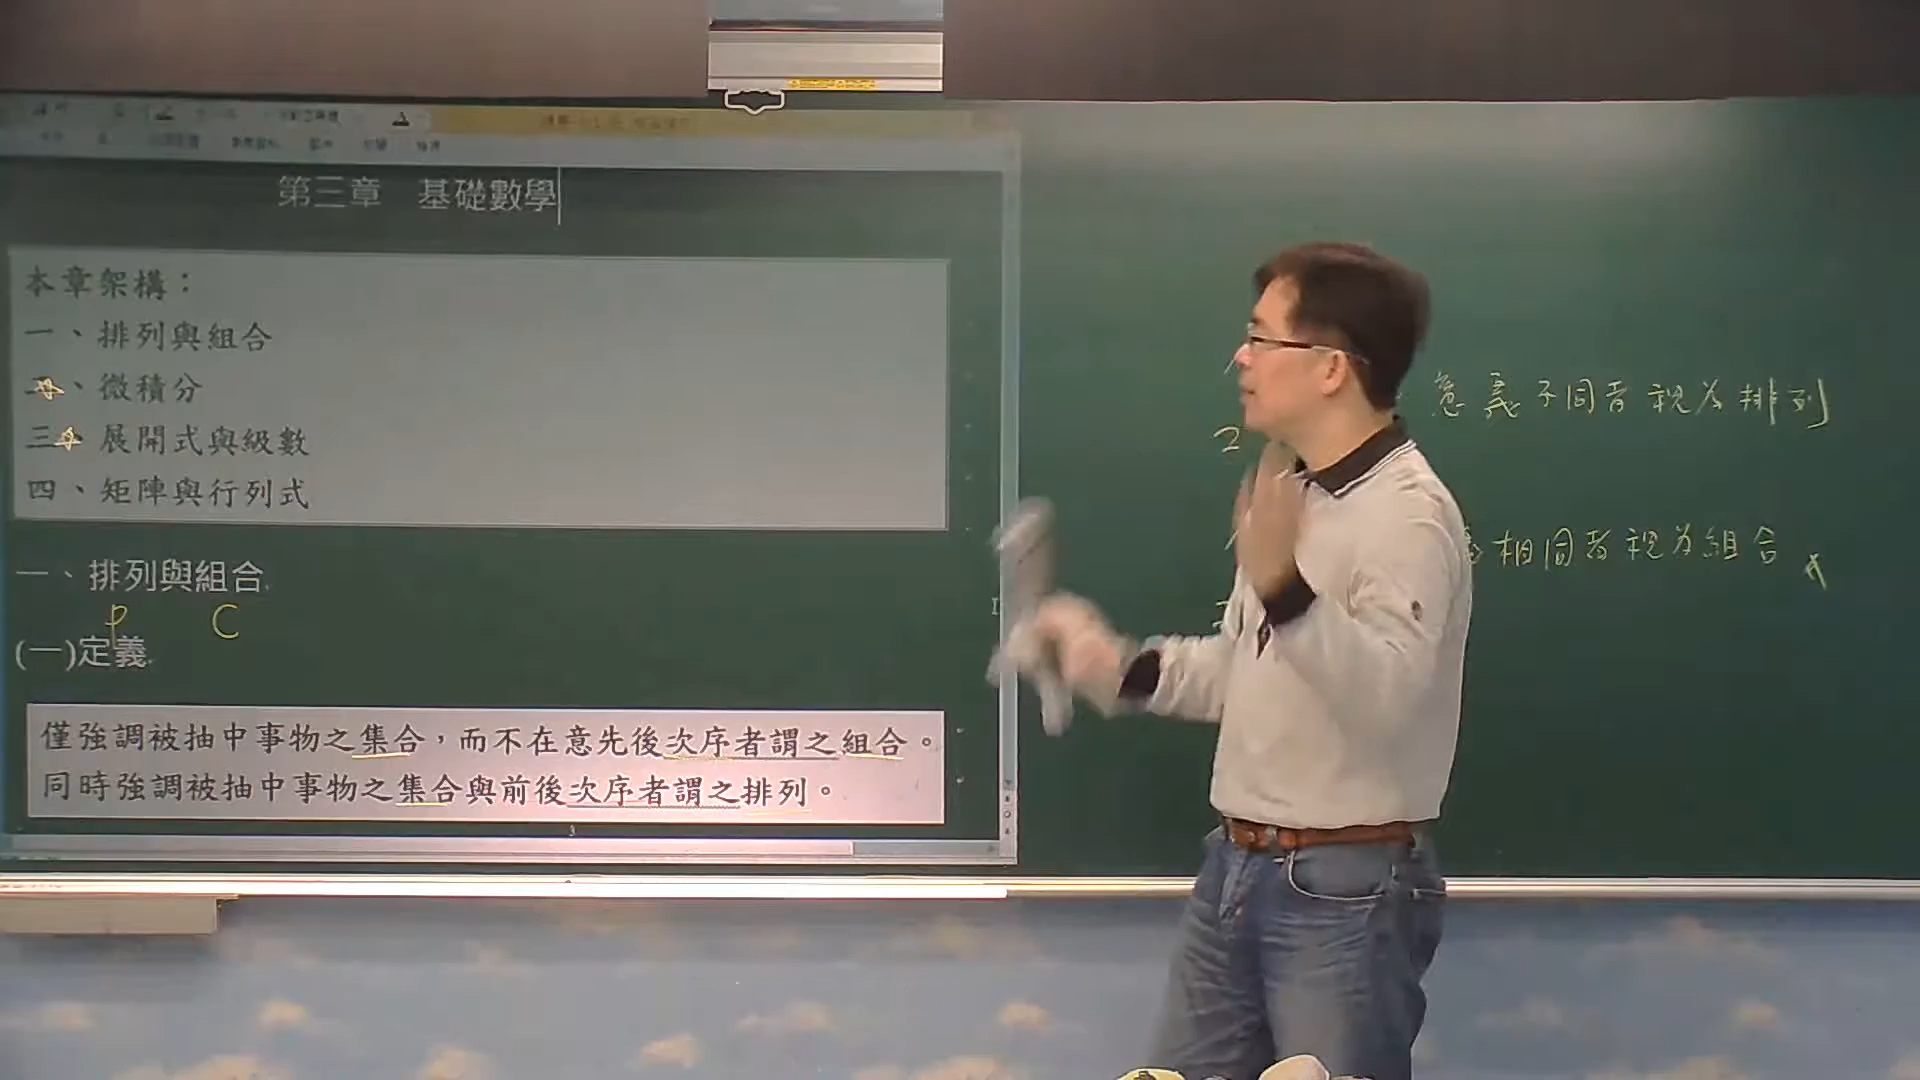 第三章 基礎數學
本章架構：
一、排列與組合
、微積分
三、展開式與級數
四、矩陣與行列式
一、排列與組合
P C
(一)定義
僅強調被抽中事物之集合，而不在意先後次序者謂之組合。
同時強調被抽中事物之集合與前後次序者謂之排列。
3
意義不同者視為排列
2
相同者視為組合